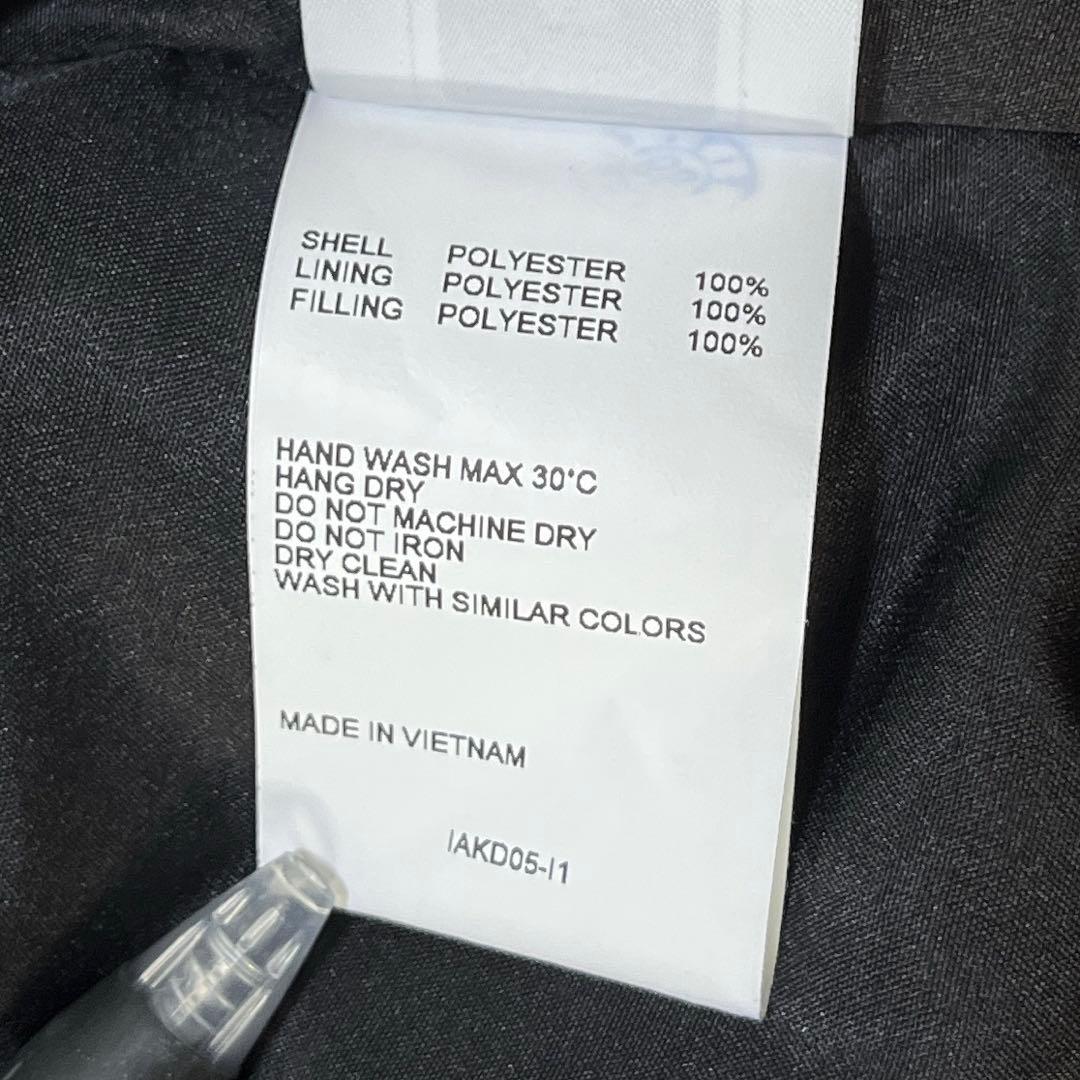 SHELL POLYESTER 100%
LINING POLYESTER 100%
FILLING POLYESTER 100%
HAND WASH MAX 30°C
HANG DRY
DO NOT MACHINE DRY
DO NOT IRON
DRY CLEAN
WASH WITH SIMILAR COLORS
MADE IN VIETNAM
IAKD05-I1